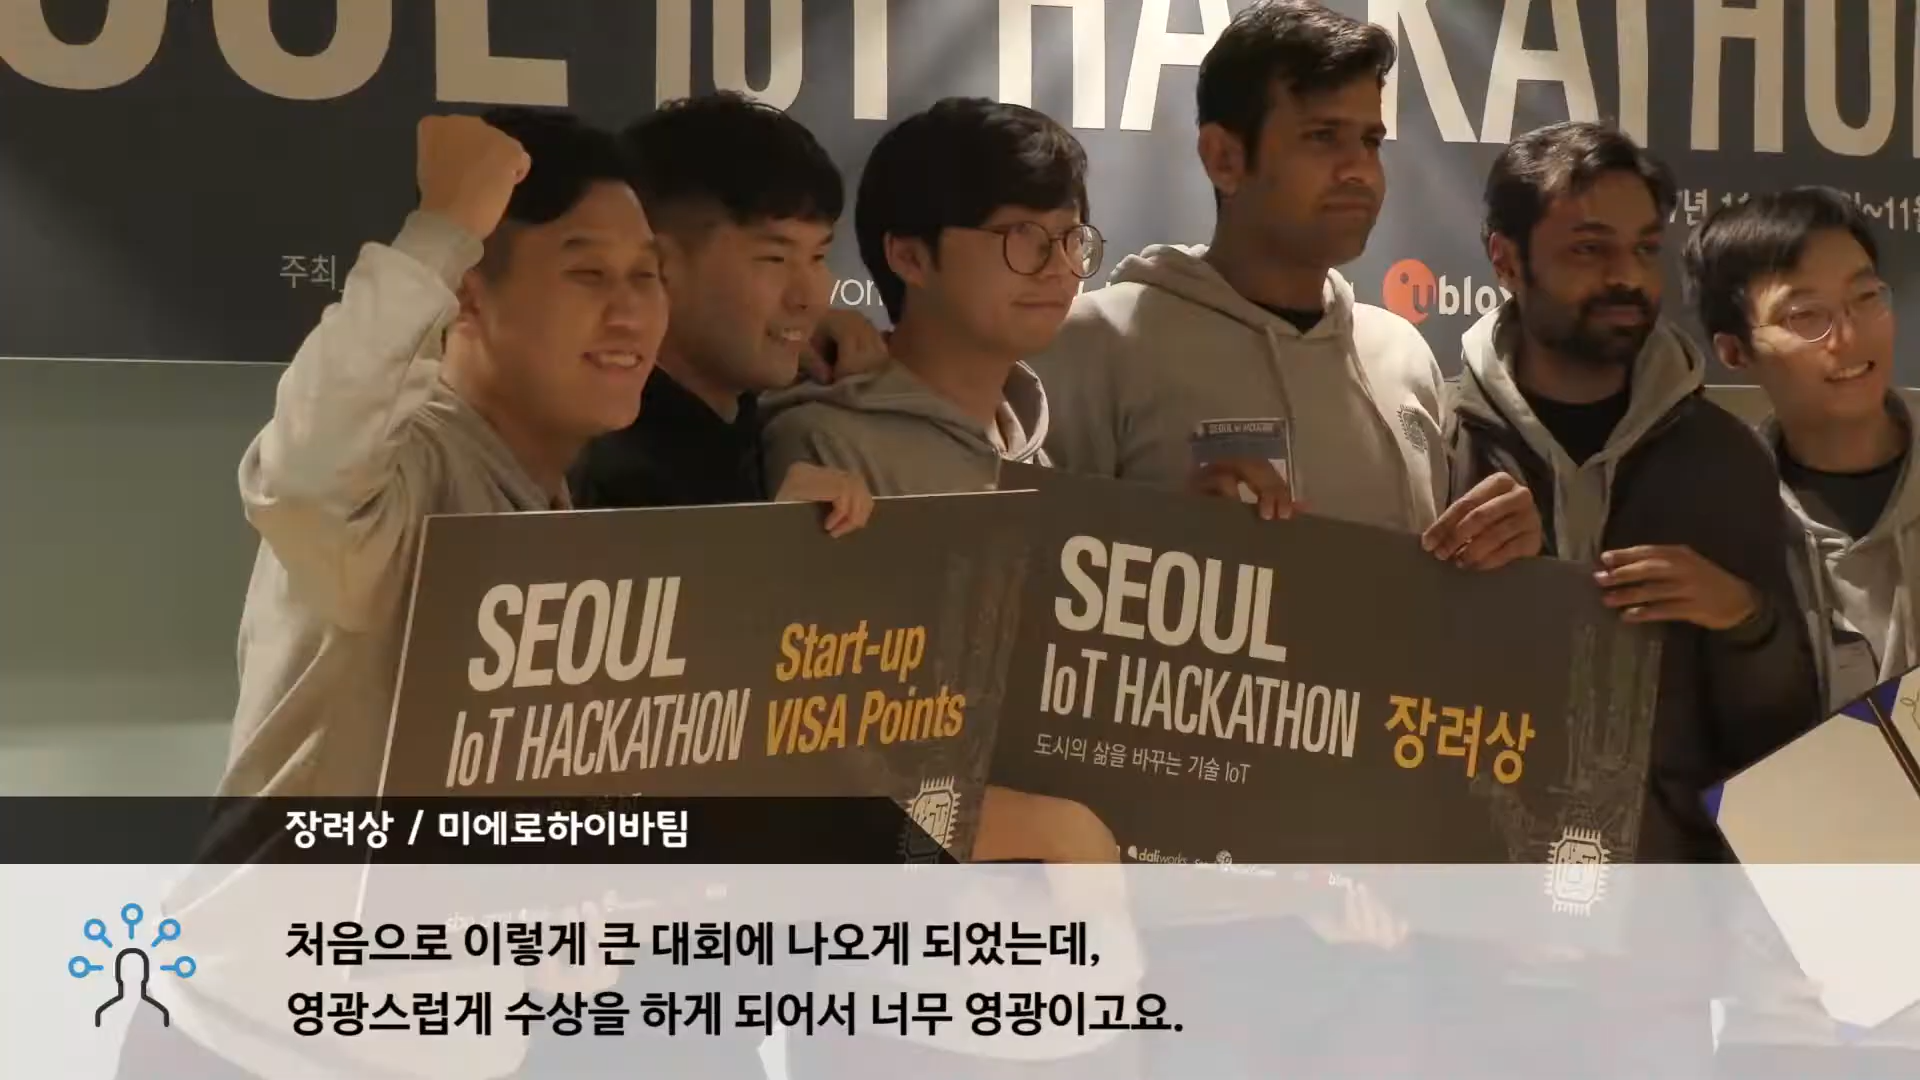 IoT HACKATHON
주최
ublox
SEOUL
IoT HACKATHON
Start-up
VISA Points
SEOUL
IoT HACKATHON
장려상
도시의 삶을 바꾸는 기술 IoT
daliworks
장려상 / 미에로하이바팀
처음으로 이렇게 큰 대회에 나오게 되었는데,
영광스럽게 수상을 하게 되어서 너무 영광이고요.